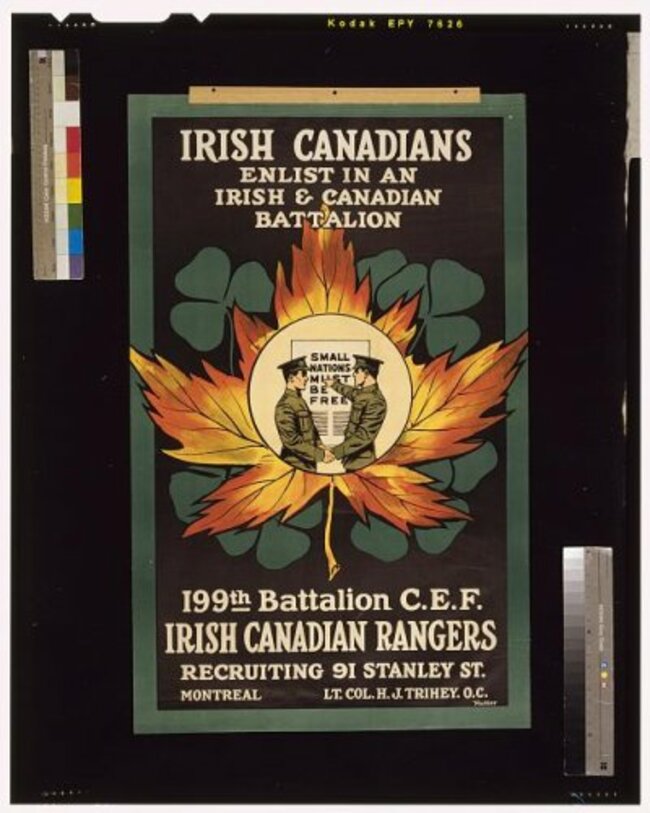 Kodak EPY 7626
IRISH CANADIANS
ENLIST IN AN
IRISH & CANADIAN
BATTALION
SMALL
NATIONS
MUST
BE
FREE
199th Battalion C.E.F.
IRISH CANADIAN RANGERS
RECRUITING 91 STANLEY ST.
MONTREAL LT. COL. H. J. TRIHEY. O.C.